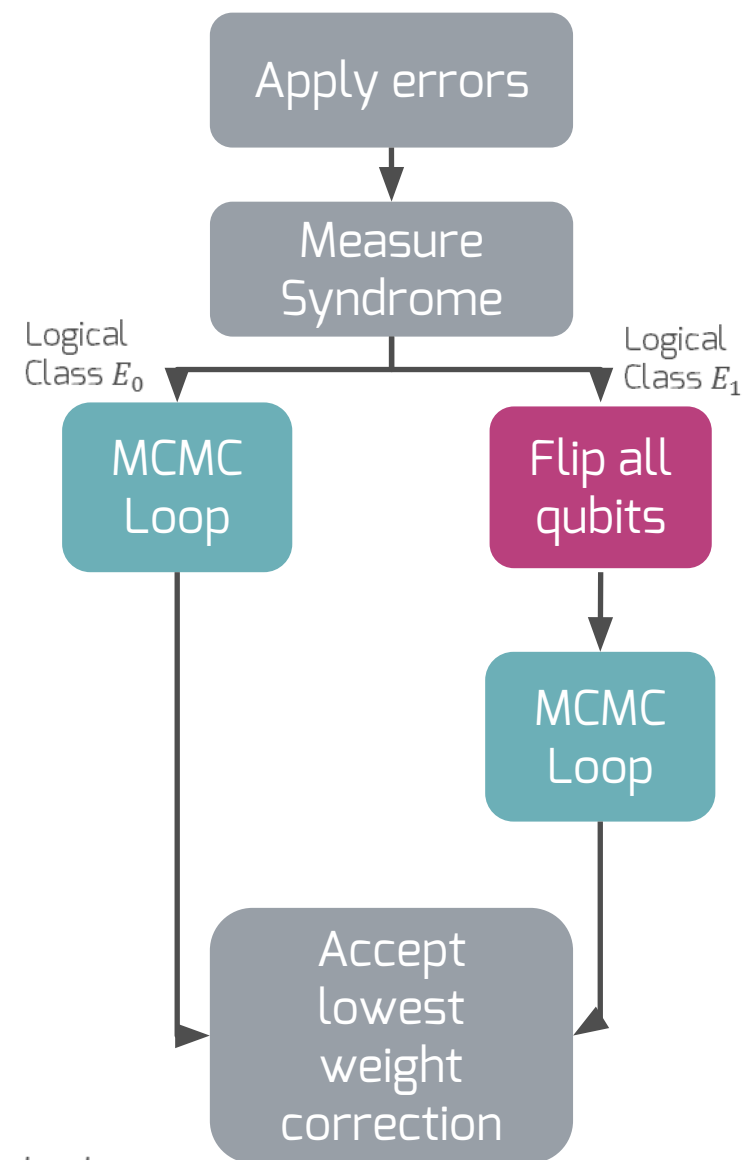 Apply errors
Measure
Syndrome
Logical
Class E₀
Logical
Class E₁
MCMC
Loop
Flip all
qubits
MCMC
Loop
Accept
lowest
weight
correction